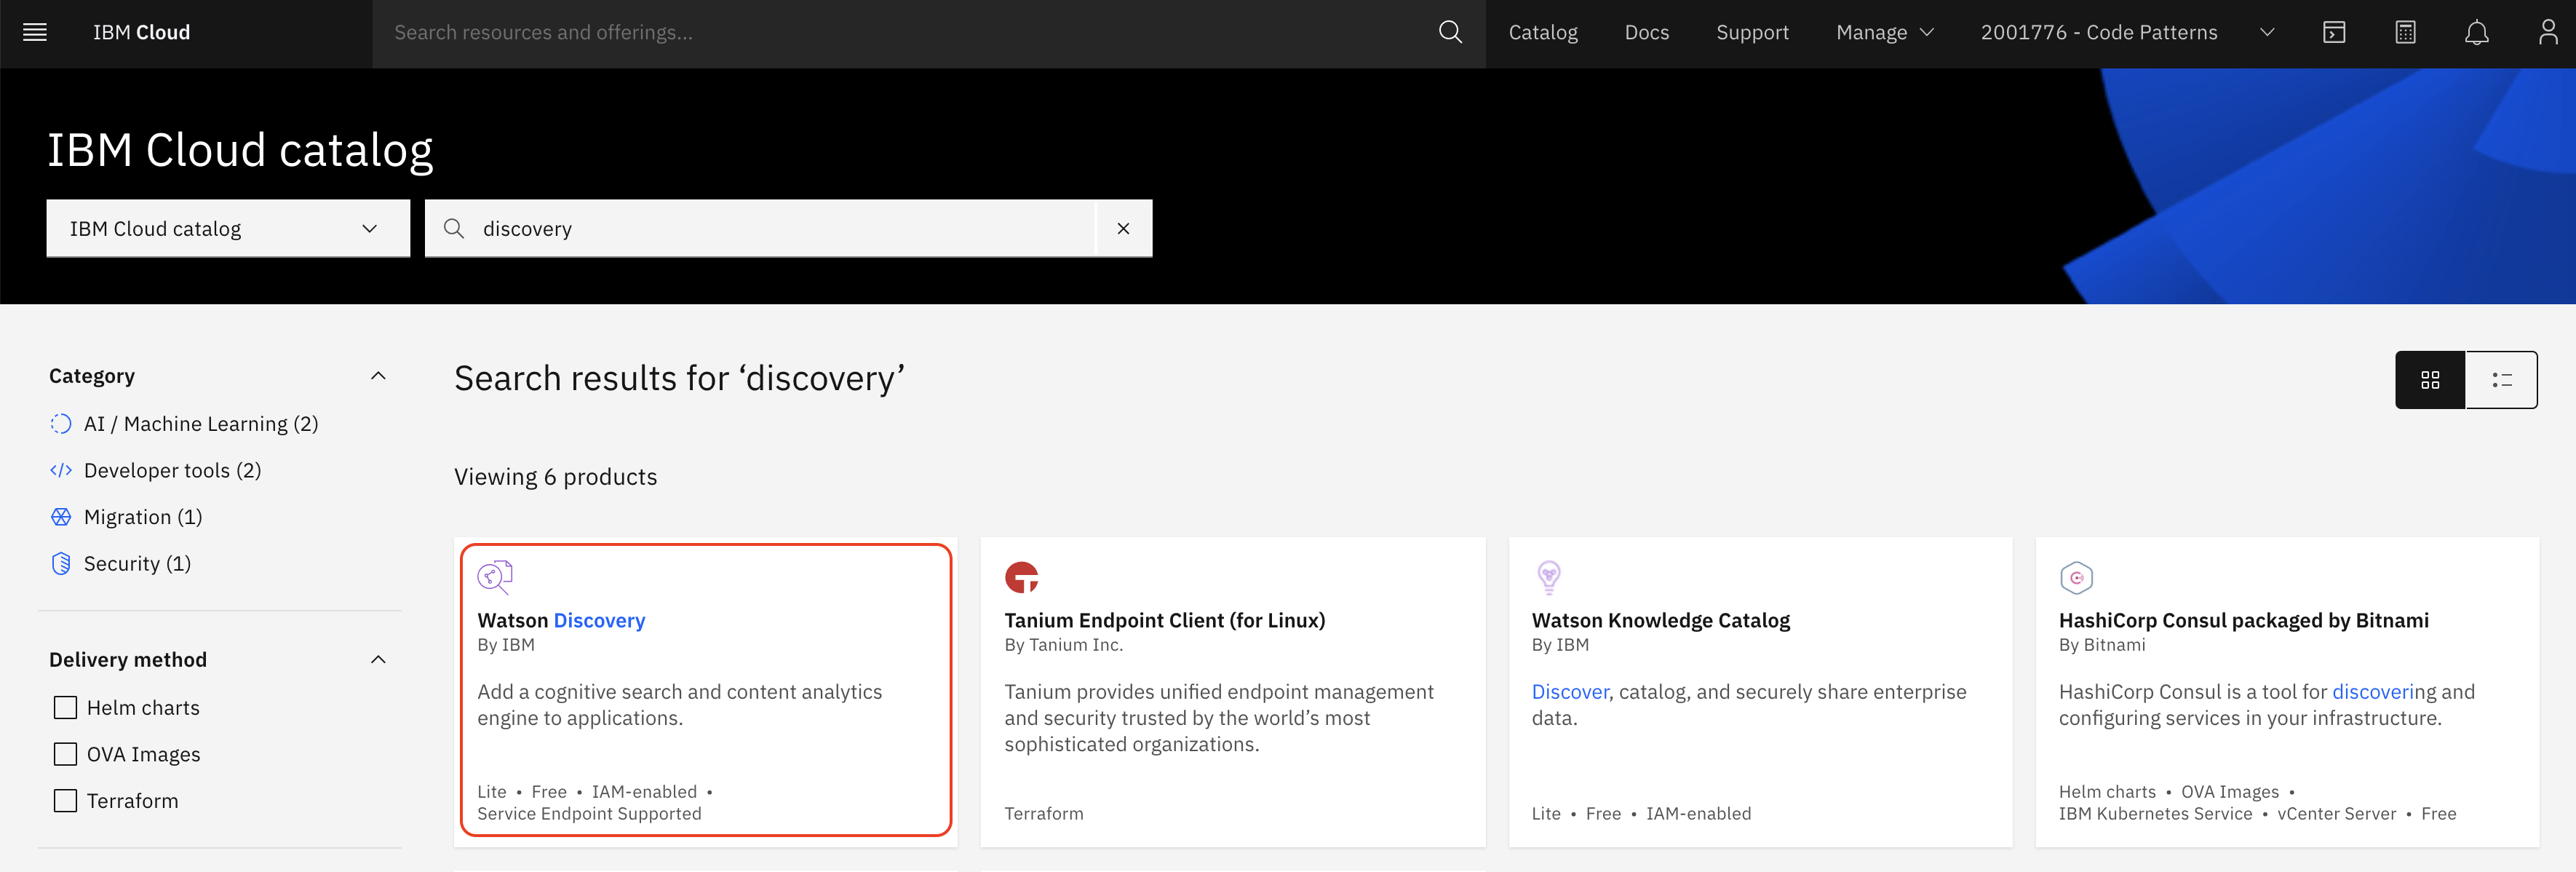 IBM Cloud
Search resources and offerings...
Catalog
Docs
Support
Manage
2001776 - Code Patterns
IBM Cloud catalog
IBM Cloud catalog
discovery
Category
AI / Machine Learning (2)
Developer tools (2)
Migration (1)
Security (1)
Delivery method
Helm charts
OVA Images
Terraform
Search results for ‘discovery’
Viewing 6 products
Watson Discovery
By IBM
Add a cognitive search and content analytics
engine to applications.
Lite • Free • IAM-enabled •
Service Endpoint Supported
Tanium Endpoint Client (for Linux)
By Tanium Inc.
Tanium provides unified endpoint management
and security trusted by the world’s most
sophisticated organizations.
Terraform
Watson Knowledge Catalog
By IBM
Discover, catalog, and securely share enterprise
data.
Lite • Free • IAM-enabled
HashiCorp Consul packaged by Bitnami
By Bitnami
HashiCorp Consul is a tool for discovering and
configuring services in your infrastructure.
Helm charts • OVA Images •
IBM Kubernetes Service • vCenter Server • Free